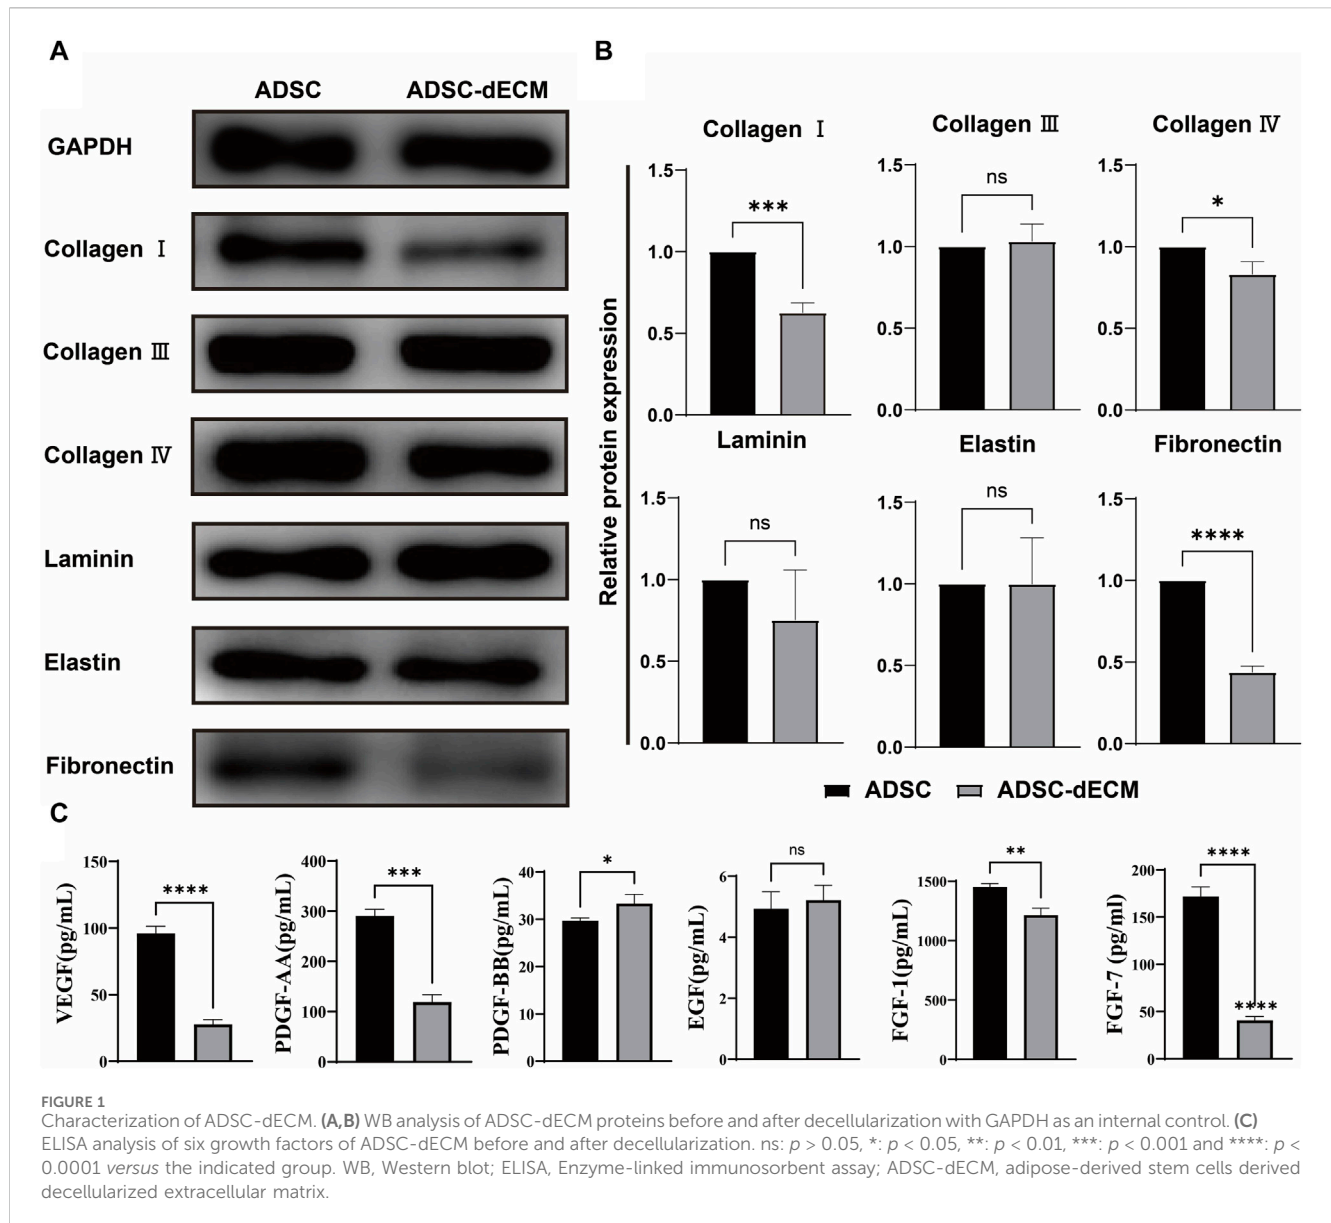 A
ADSC ADSC-dECM
GAPDH
Collagen Ⅰ
Collagen Ⅲ
Collagen Ⅳ
Laminin
Elastin
Fibronectin
B
Relative protein expression
Collagen Ⅰ
1.5
1.0
0.5
0.0
***
Collagen Ⅲ
1.5
1.0
0.5
0.0
ns
Collagen Ⅳ
1.5
1.0
0.5
0.0
*
Laminin
1.5
1.0
0.5
0.0
ns
Elastin
1.5
1.0
0.5
0.0
ns
Fibronectin
1.5
1.0
0.5
0.0
****
ADSC ADSC-dECM
C
VEGF(pg/mL)
150
100
50
0
****
PDGF-AA(pg/mL)
400
300
200
100
0
***
PDGF-BB(pg/mL)
40
30
20
10
0
*
EGF(pg/mL)
6
4
2
0
ns
FGF-1(pg/mL)
1500
1000
500
0
**
FGF-7 (pg/ml)
200
150
100
50
0
****
****
FIGURE 1
Characterization of ADSC-dECM. (A,B) WB analysis of ADSC-dECM proteins before and after decellularization with GAPDH as an internal control. (C)
ELISA analysis of six growth factors of ADSC-dECM before and after decellularization. ns: p > 0.05, *: p < 0.05, **: p < 0.01, ***: p < 0.001 and ****: p <
0.0001 versus the indicated group. WB, Western blot; ELISA, Enzyme-linked immunosorbent assay; ADSC-dECM, adipose-derived stem cells derived
decellularized extracellular matrix.